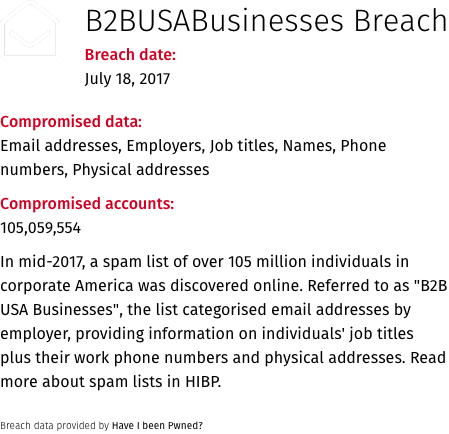 B2BUSABusinesses Breach
Breach date:
July 18, 2017
Compromised data:
Email addresses, Employers, Job titles, Names, Phone
numbers, Physical addresses
Compromised accounts:
105,059,554
In mid-2017, a spam list of over 105 million individuals in
corporate America was discovered online. Referred to as "B2B
USA Businesses", the list categorised email addresses by
employer, providing information on individuals' job titles
plus their work phone numbers and physical addresses. Read
more about spam lists in HIBP.
Breach data provided by Have I been Pwned?